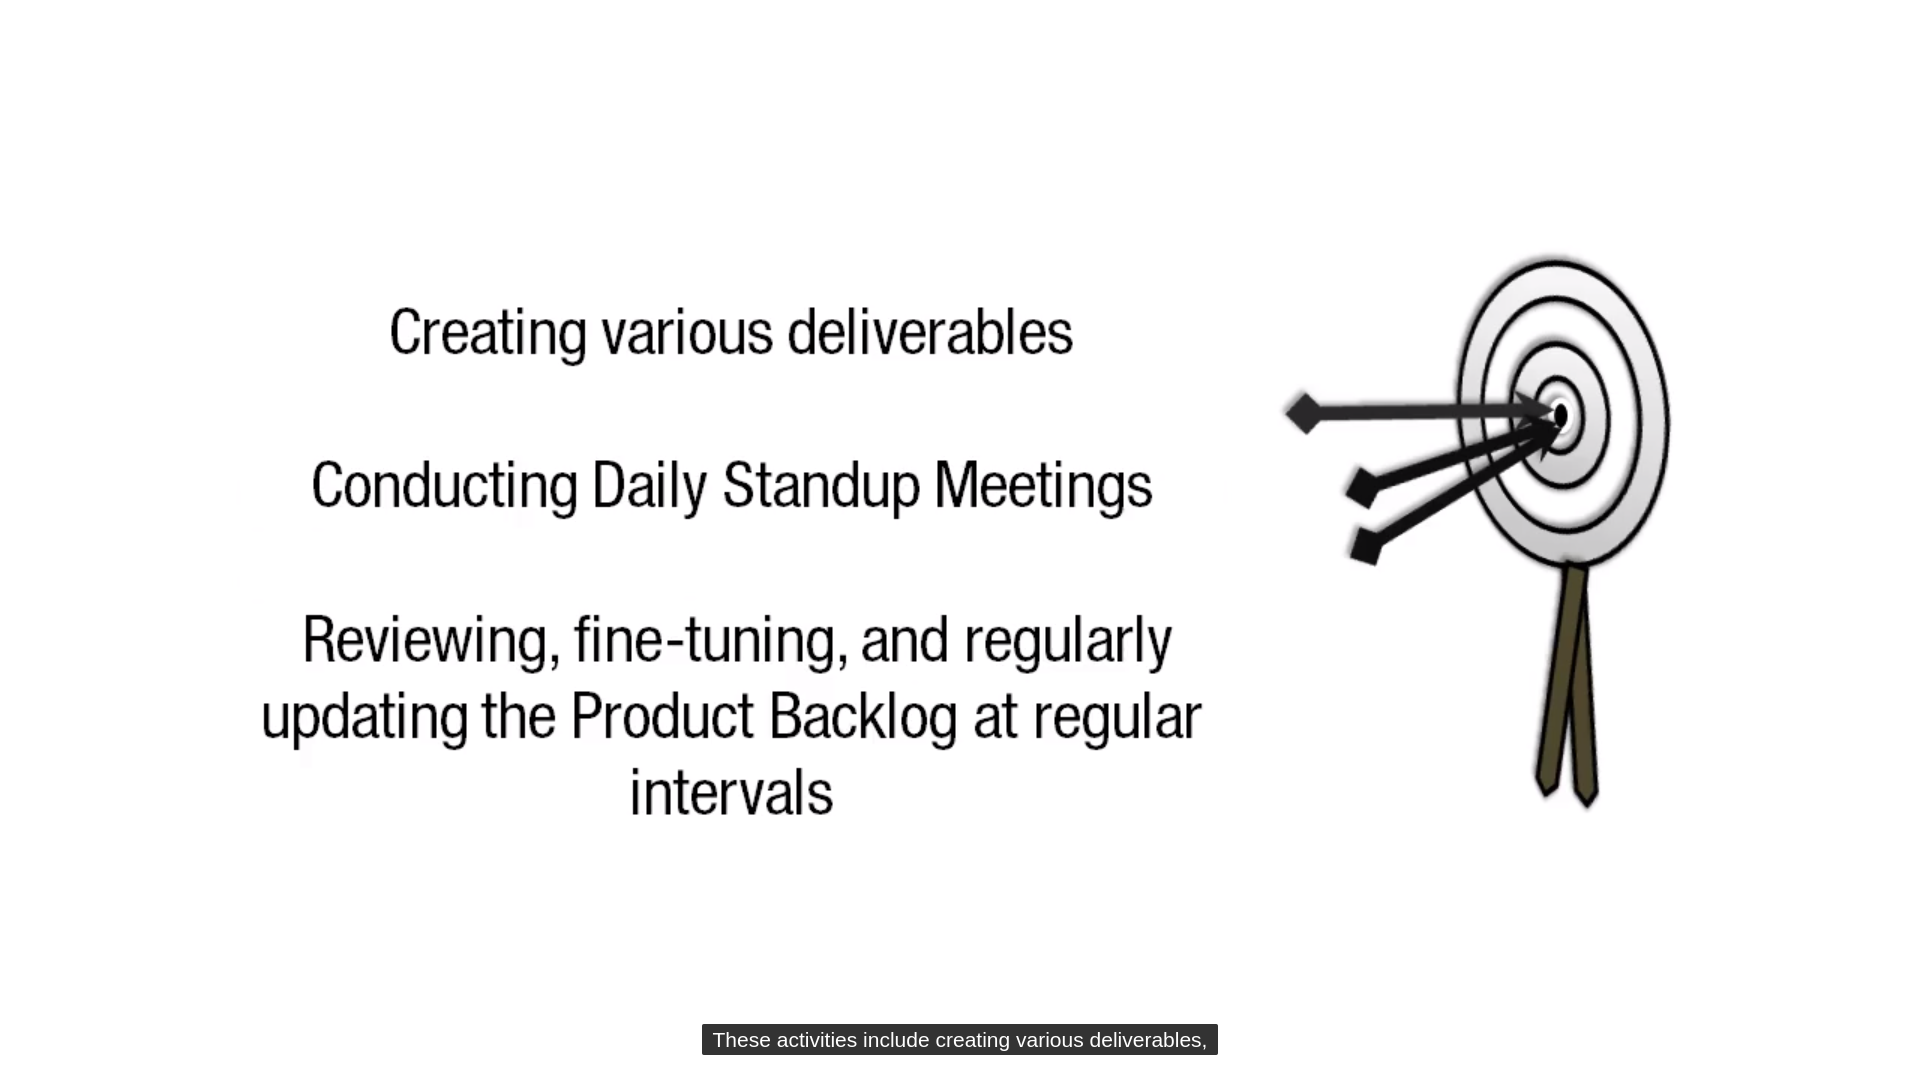 Creating various deliverables
Conducting Daily Standup Meetings
Reviewing, fine-tuning, and regularly
updating the Product Backlog at regular
intervals
These activities include creating various deliverables,